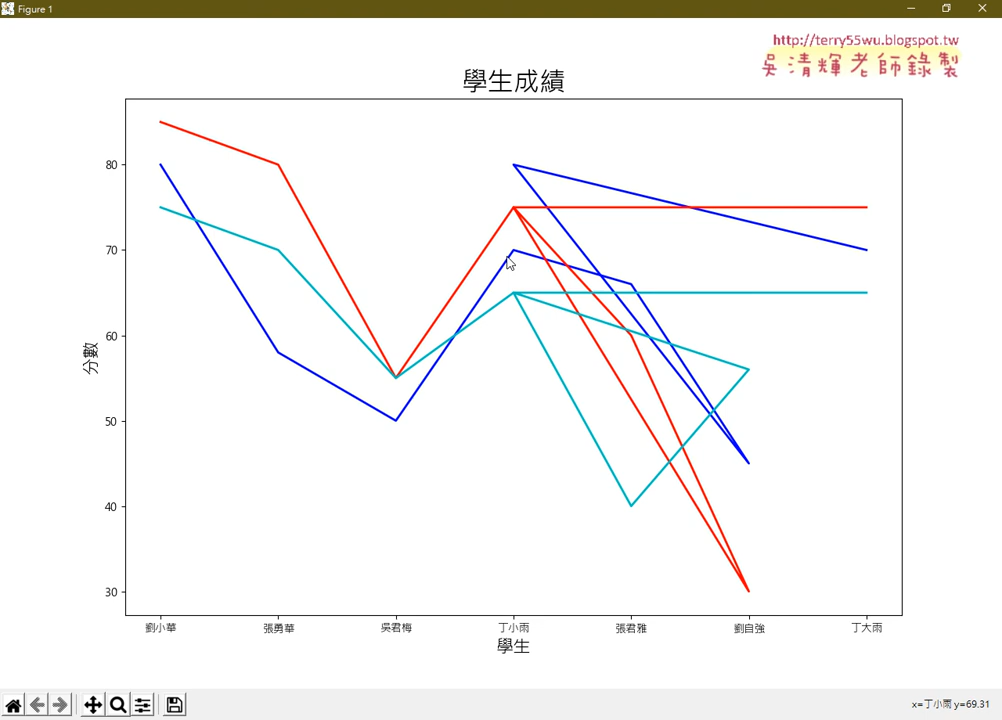 Figure 1
http://terry55wu.blogspot.tw
吳清輝老師錄製
學生成績
80
70
60
50
40
30
分數
劉小華 張勇華 吳君梅 丁小雨 張君雅 劉自強 丁大雨
學生
x=丁小雨 y=69.31